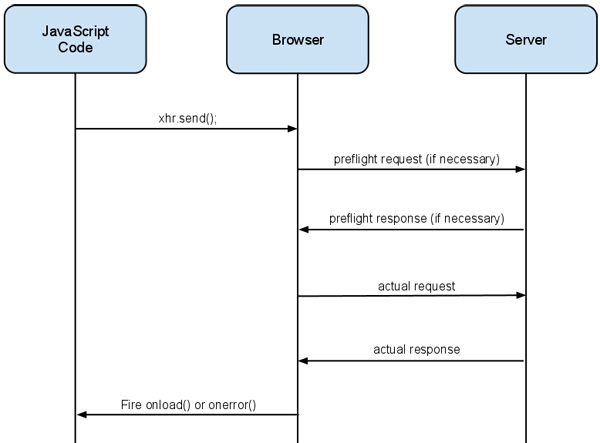 JavaScript
Code
Browser
Server
xhr.send();
preflight request (if necessary)
preflight response (if necessary)
actual request
actual response
Fire onload() or onerror()